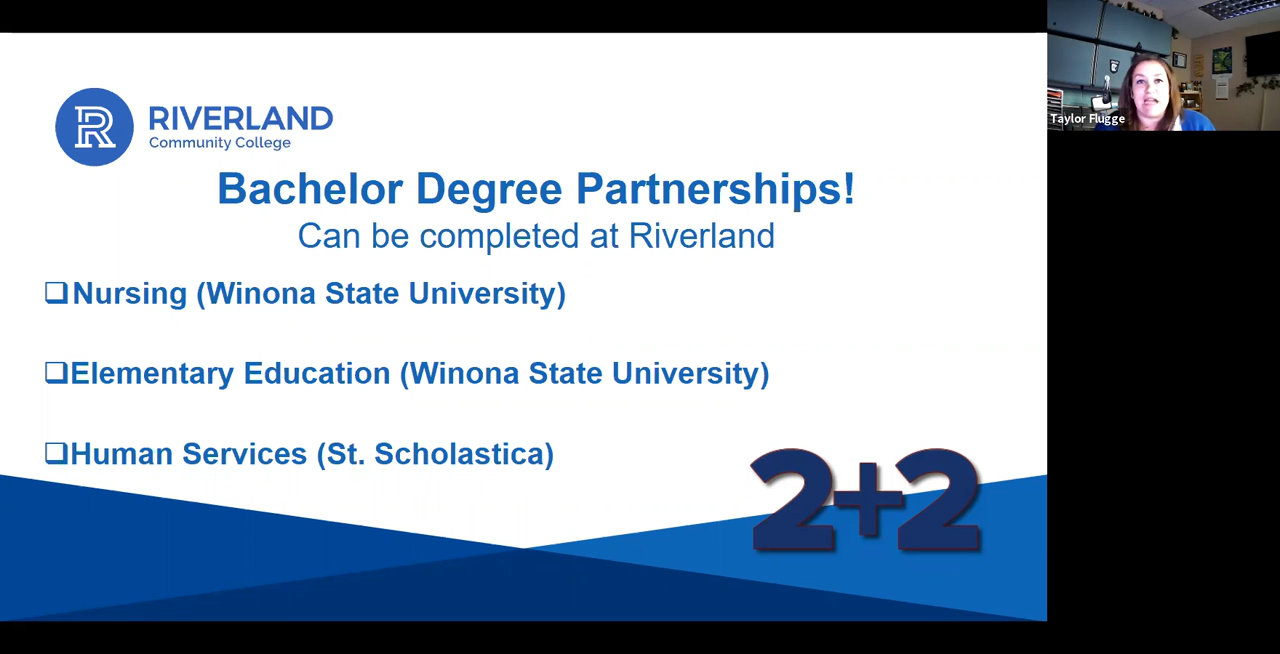 RIVERLAND
Community College
Bachelor Degree Partnerships!
Can be completed at Riverland
❑Nursing (Winona State University)
❑Elementary Education (Winona State University)
❑Human Services (St. Scholastica)
2+2
Taylor Flugge